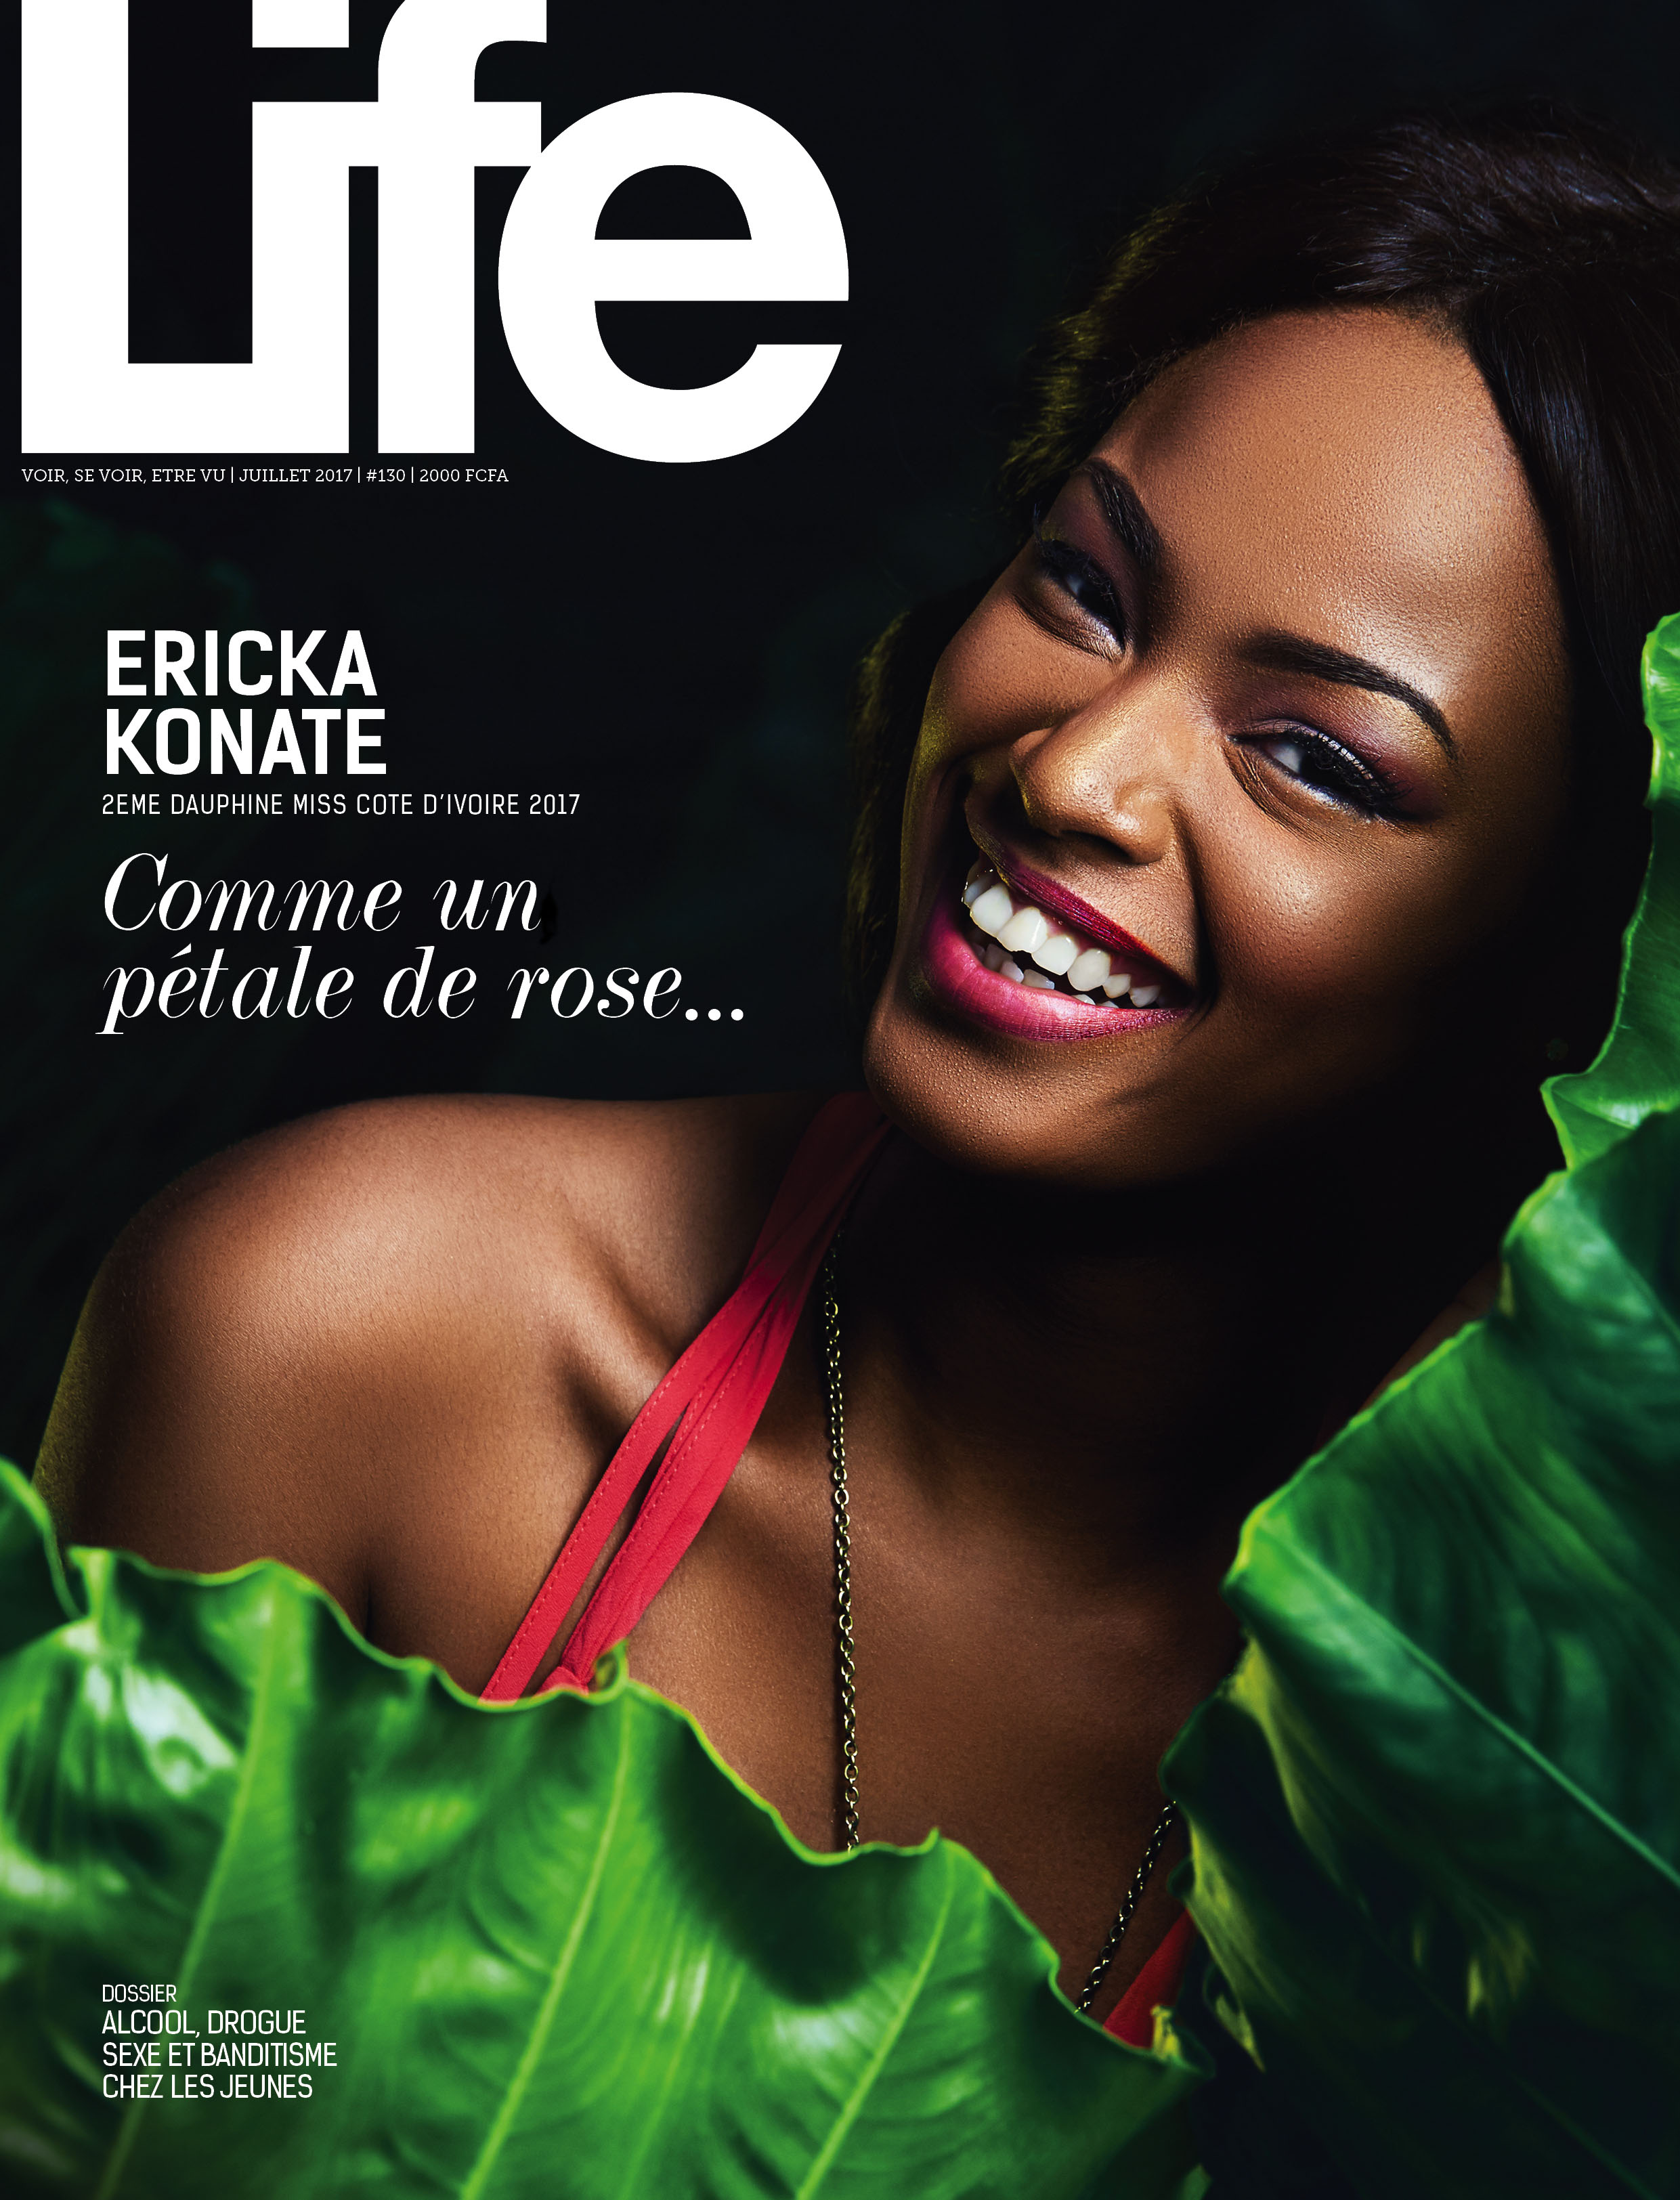 Life
VOIR, SE VOIR, ETRE VU | JUILLET 2017 | #130 | 2000 FCFA
ERICKA
KONATE
2EME DAUPHINE MISS COTE D'IVOIRE 2017
Comme un
pétale de rose...
DOSSIER
ALCOOL, DROGUE
SEXE ET BANDITISME
CHEZ LES JEUNES